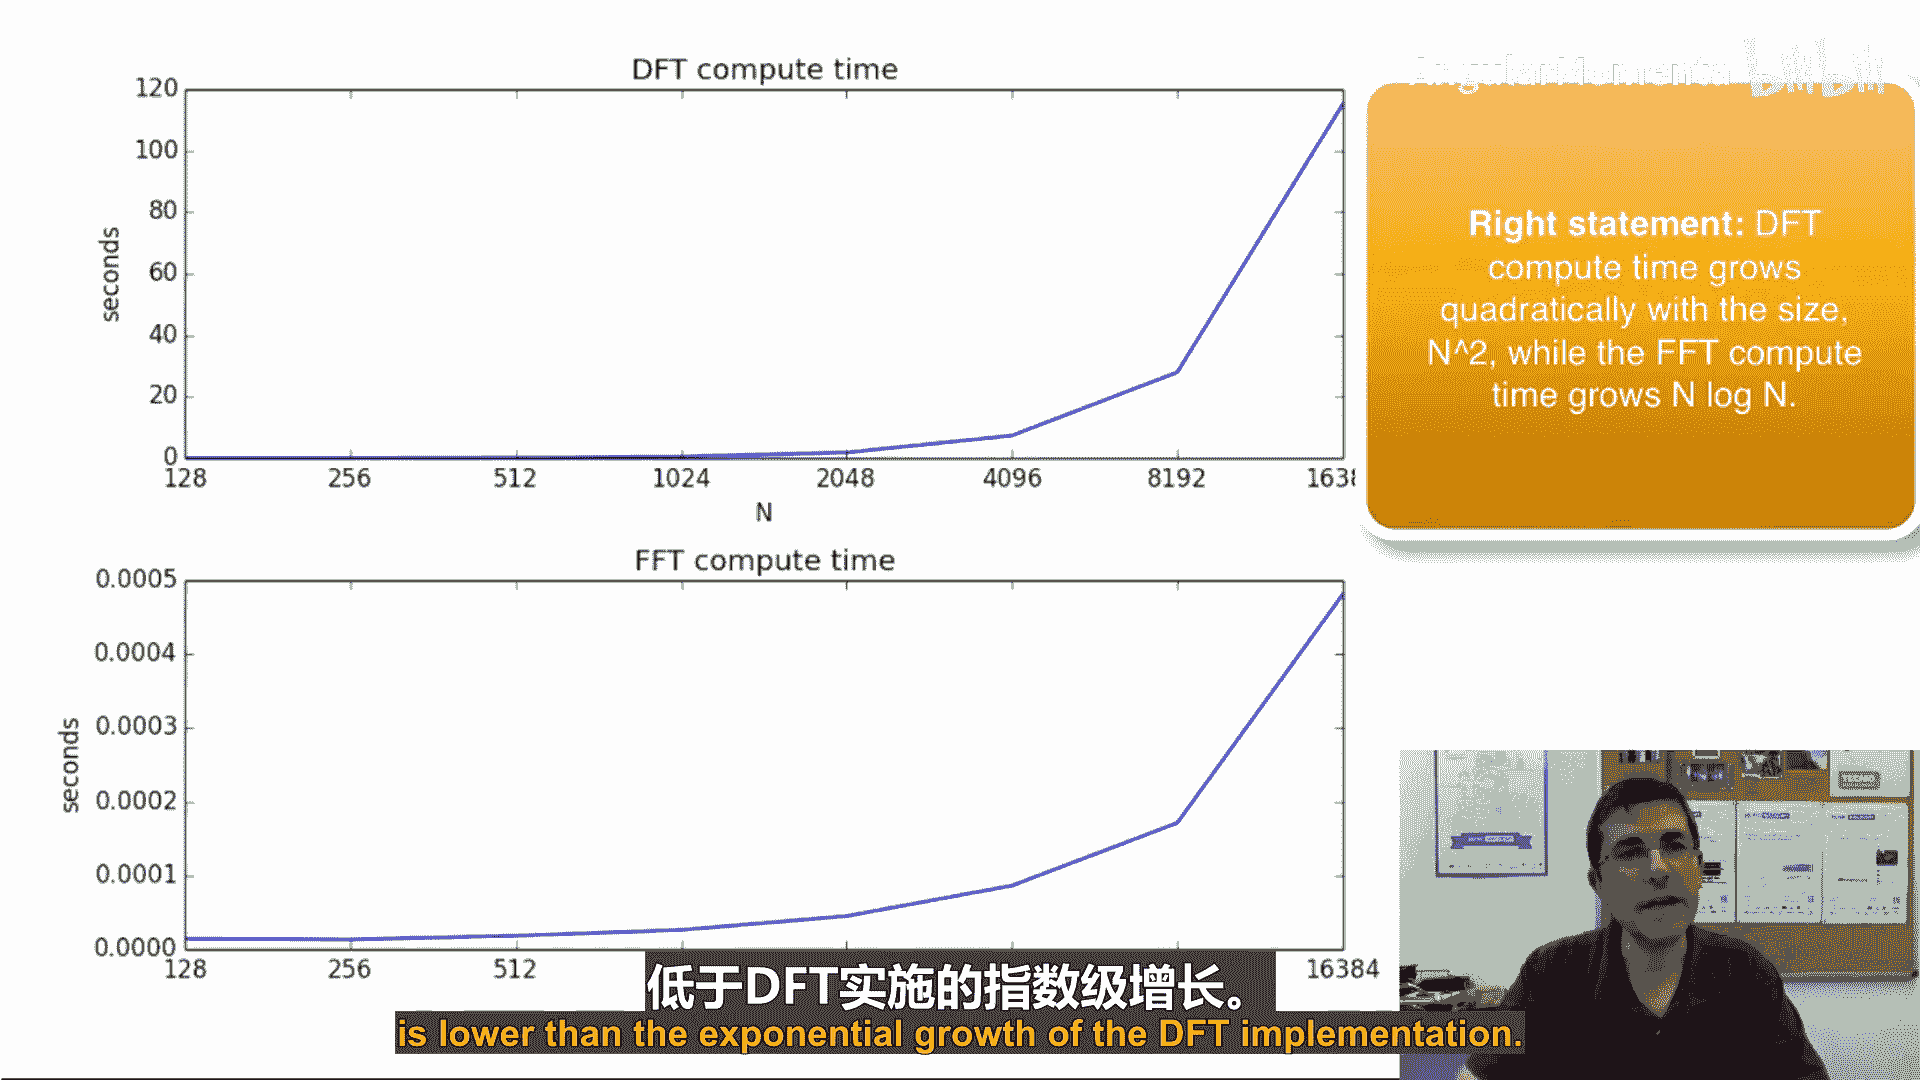 DFT compute time
120
100
80
60
40
20
0
seconds
128 256 512 1024 2048 4096 8192 1638
N
FFT compute time
0.0005
0.0004
0.0003
0.0002
0.0001
0.0000
seconds
128 256 512 16384
Angular Momenta bilibili
Right statement: DFT
compute time grows
quadratically with the size,
N^2, while the FFT compute
time grows N log N.
低于DFT实施的指数级增长。
is lower than the exponential growth of the DFT implementation.